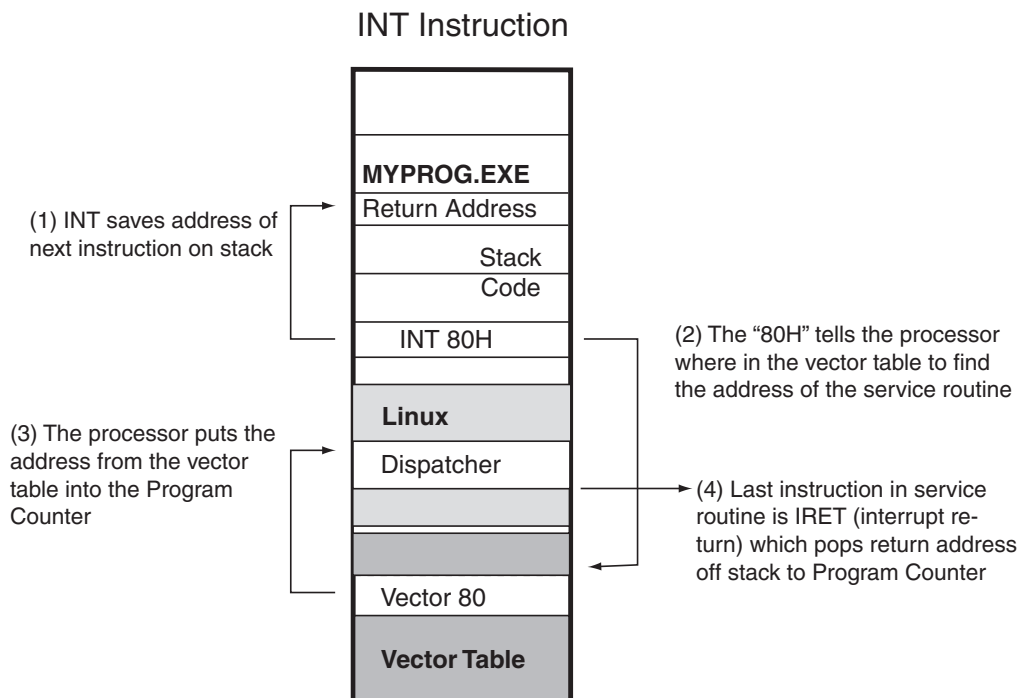 INT Instruction
MYPROG.EXE
Return Address
Stack
Code
INT 80H
Linux
Dispatcher
Vector 80
Vector Table
(1) INT saves address of
next instruction on stack
(2) The “80H” tells the processor
where in the vector table to find
the address of the service routine
(3) The processor puts the
address from the vector
table into the Program
Counter
(4) Last instruction in service
routine is IRET (interrupt re-
turn) which pops return address
off stack to Program Counter